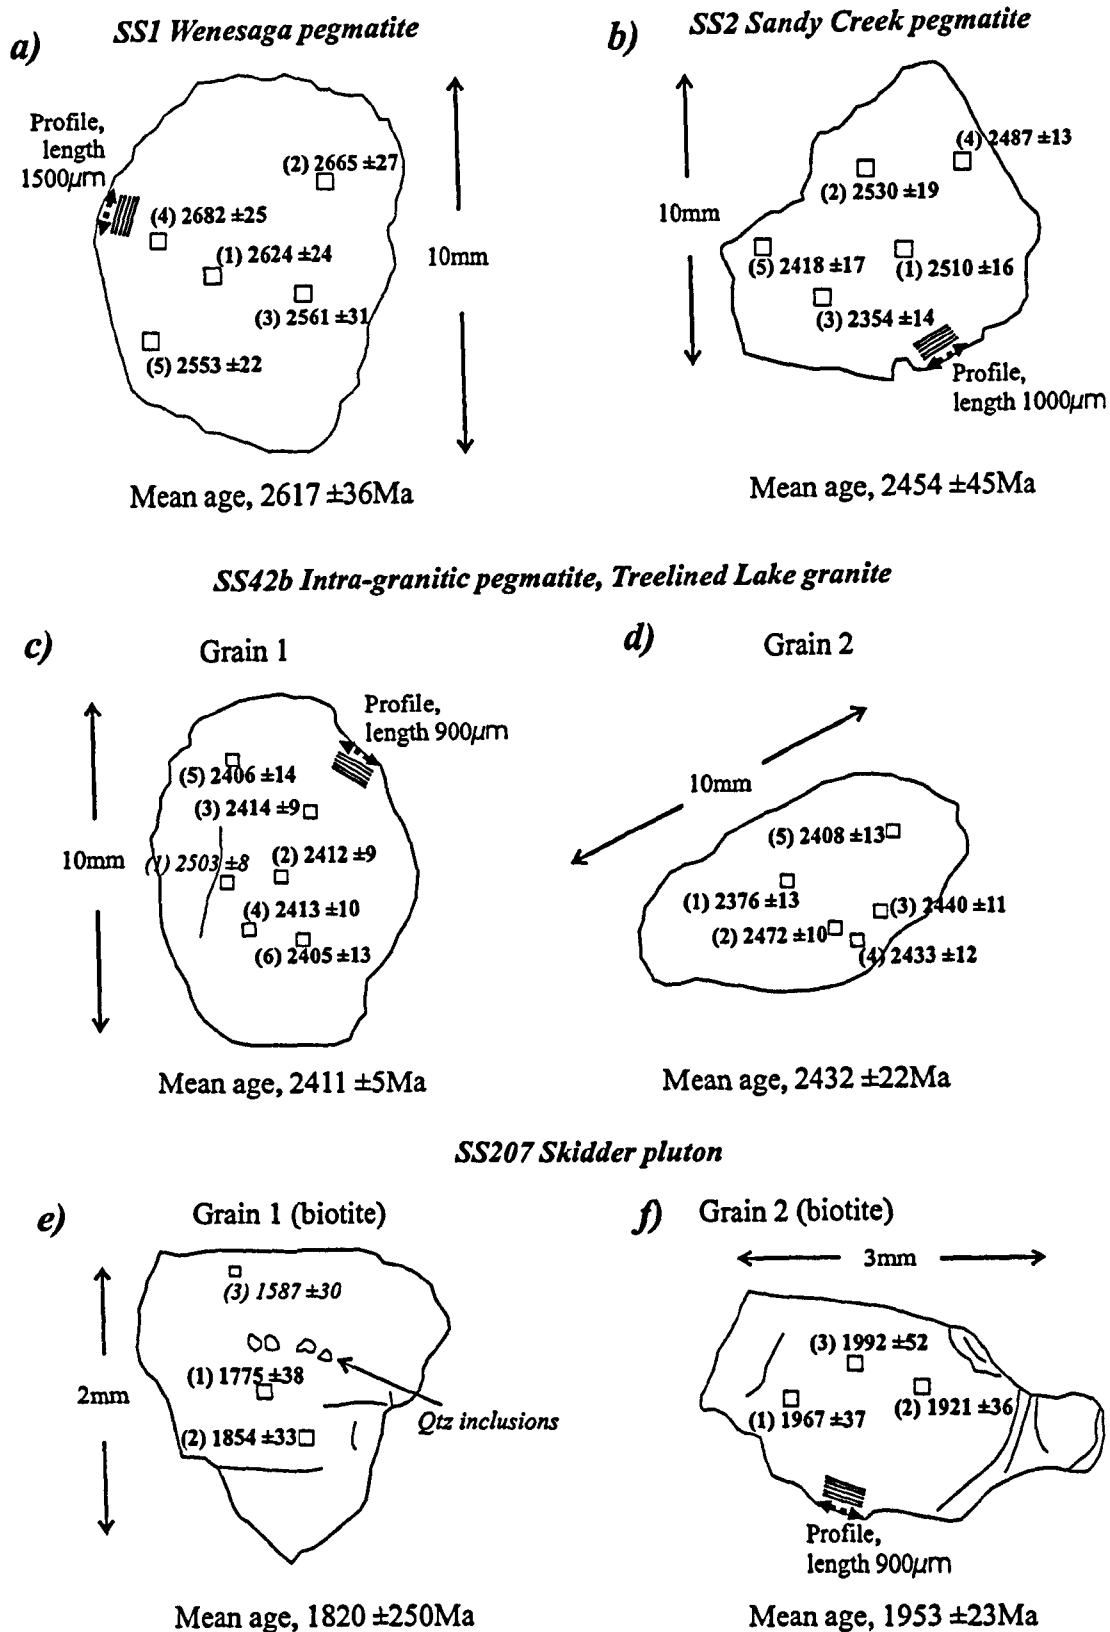 a) SS1 Wenesaga pegmatite
Profile,
length
1500μm
(2) 2665 ±27
(4) 2682 ±25
(1) 2624 ±24
(3) 2561 ±31
(5) 2553 ±22
10mm
Mean age, 2617 ±36Ma
b) SS2 Sandy Creek pegmatite
(4) 2487 ±13
(2) 2530 ±19
10mm
(5) 2418 ±17
(1) 2510 ±16
(3) 2354 ±14
Profile,
length 1000μm
Mean age, 2454 ±45Ma
SS42b Intra-granitic pegmatite, Treelined Lake granite
c) Grain 1
Profile,
length 900μm
(5) 2406 ±14
(3) 2414 ±9
10mm
(1) 2503 ±8
(2) 2412 ±9
(4) 2413 ±10
(6) 2405 ±13
Mean age, 2411 ±5Ma
d) Grain 2
10mm
(5) 2408 ±13
(1) 2376 ±13
(3) 2440 ±11
(2) 2472 ±10
(4) 2433 ±12
Mean age, 2432 ±22Ma
SS207 Skidder pluton
e) Grain 1 (biotite)
(3) 1587 ±30
(1) 1775 ±38
2mm
Qtz inclusions
(2) 1854 ±33
Mean age, 1820 ±250Ma
f) Grain 2 (biotite)
3mm
(3) 1992 ±52
(1) 1967 ±37
(2) 1921 ±36
Profile,
length 900μm
Mean age, 1953 ±23Ma